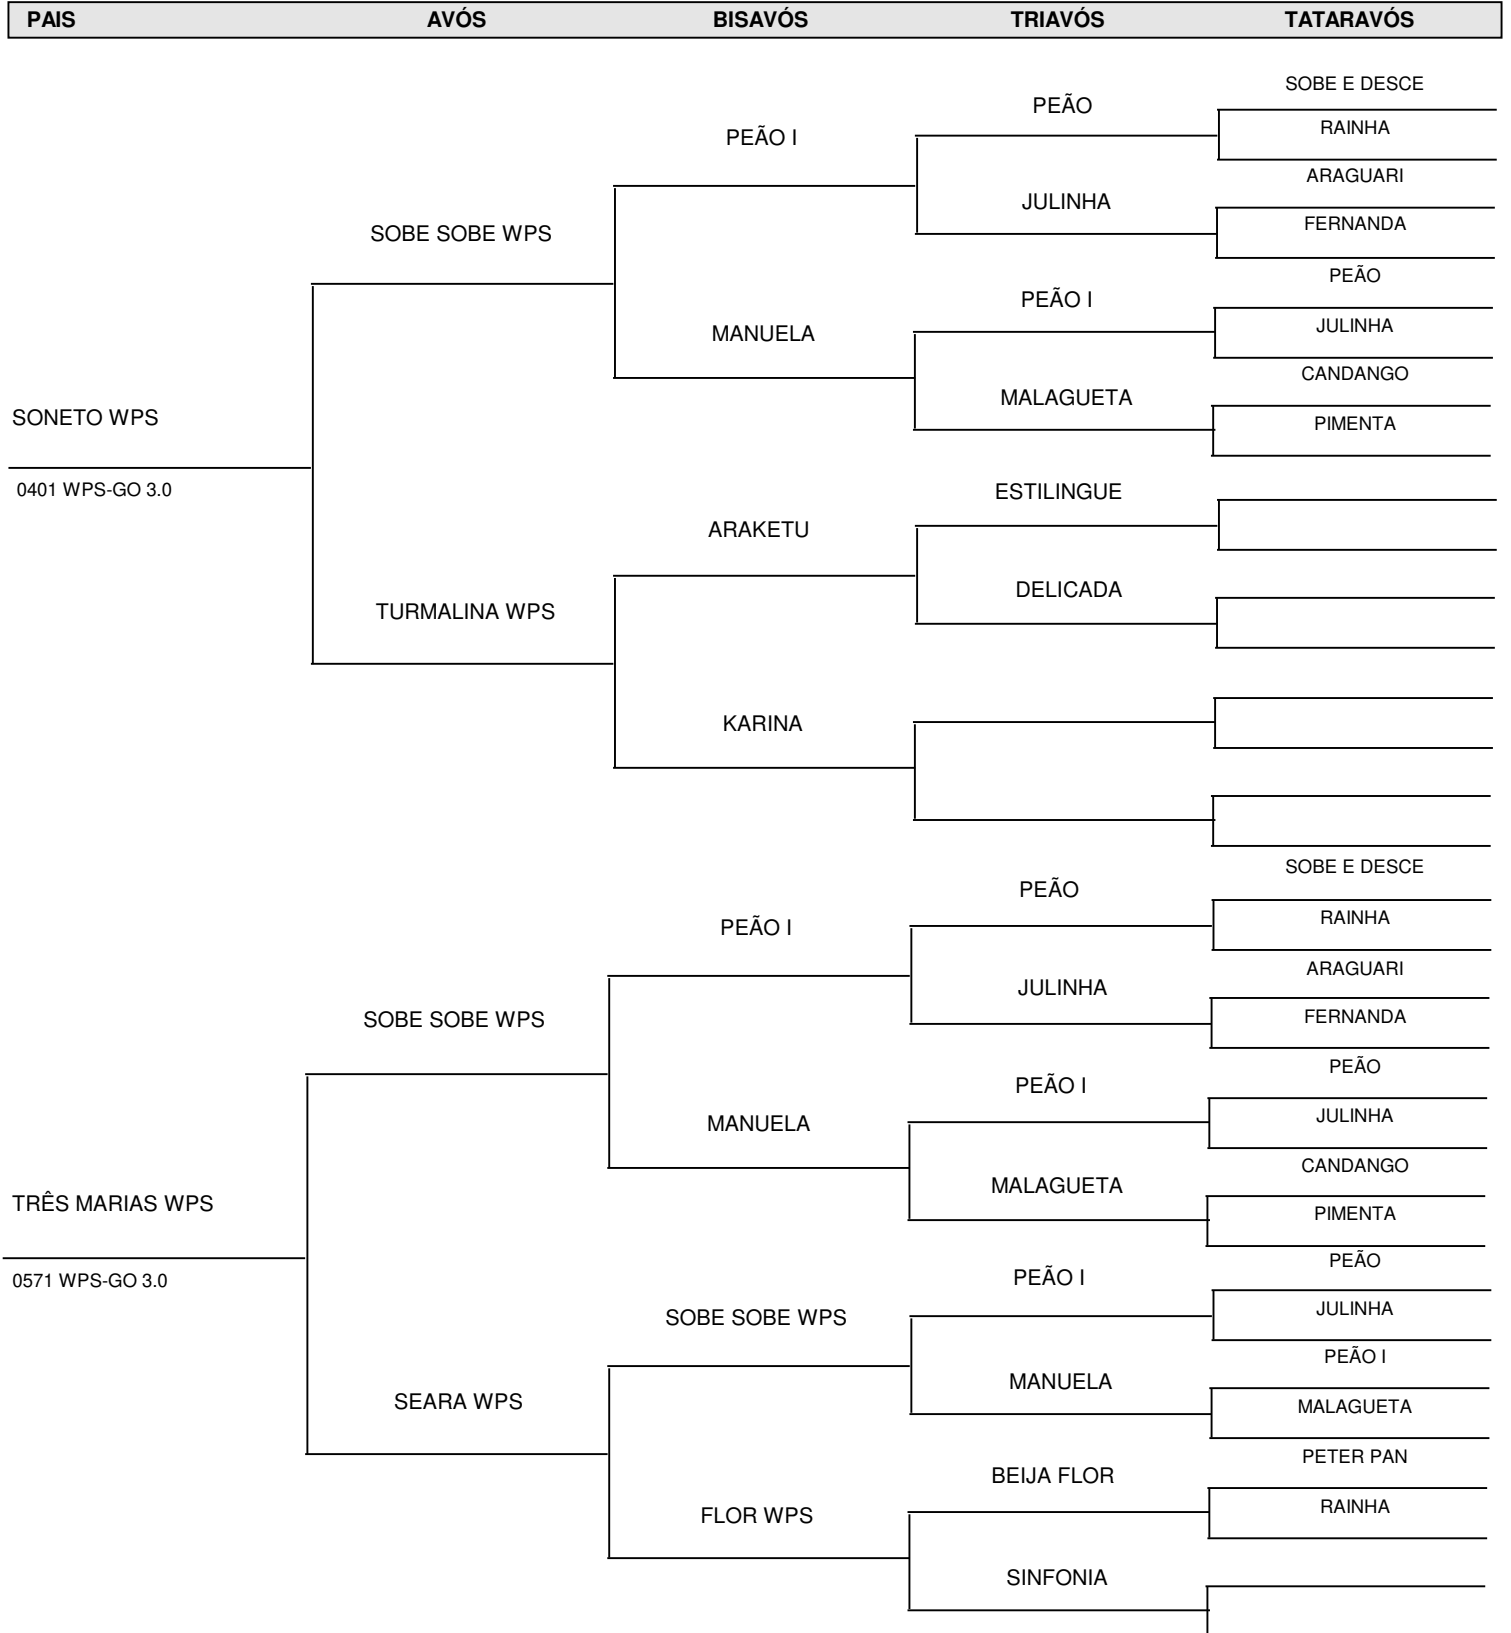 PAIS AVÓS BISAVÓS TRIAVÓS TATARAVÓS
SOBE E DESCE
PEÃO
RAINHA
PEÃO I
ARAGUARI
JULINHA
FERNANDA
SOBE SOBE WPS
PEÃO
PEÃO I
JULINHA
MANUELA
CANDANGO
MALAGUETA
SONETO WPS
PIMENTA
0401 WPS-GO 3.0
ESTILINGUE
ARAKETU
DELICADA
TURMALINA WPS
KARINA
SOBE E DESCE
PEÃO
RAINHA
PEÃO I
ARAGUARI
JULINHA
FERNANDA
SOBE SOBE WPS
PEÃO
PEÃO I
JULINHA
MANUELA
CANDANGO
MALAGUETA
TRÊS MARIAS WPS
PIMENTA
PEÃO
PEÃO I
0571 WPS-GO 3.0
JULINHA
SOBE SOBE WPS
PEÃO I
MANUELA
SEARA WPS
MALAGUETA
PETER PAN
BEIJA FLOR
RAINHA
FLOR WPS
SINFONIA